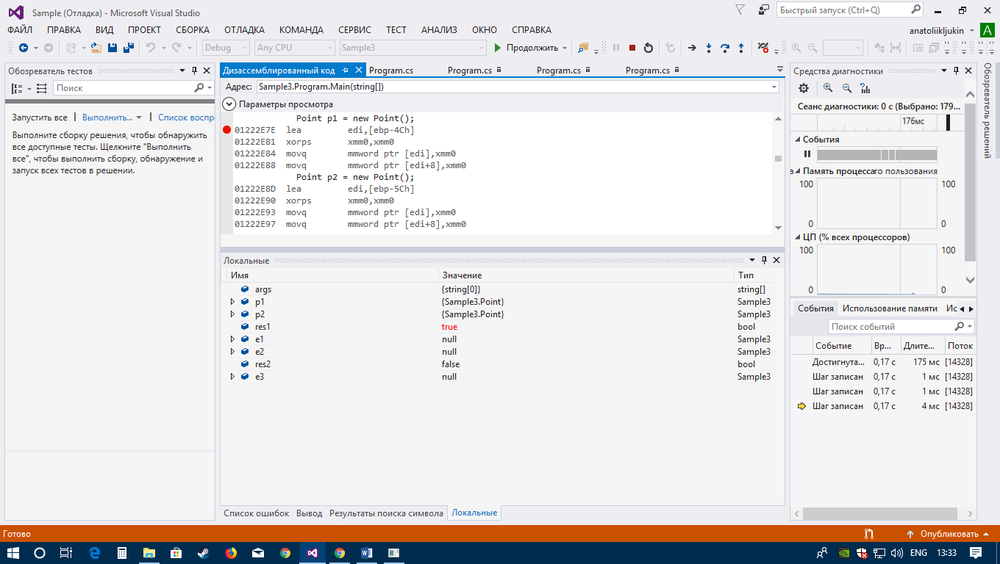 Sample (Отладка) - Microsoft Visual Studio
Быстрый запуск (Ctrl+Q)
ФАЙЛ ПРАВКА ВИД ПРОЕКТ СБОРКА ОТЛАДКА КОМАНДА СЕРВИС ТЕСТ АНАЛИЗ ОКНО СПРАВКА
anatoliikljukin A
Debug Any CPU Sample3 Продолжить
Обозреватель тестов
Поиск
Запустить все | Выполнить... | Список воспр
Выполните сборку решения, чтобы обнаружить
все доступные тесты. Щелкните "Выполнить
все", чтобы выполнить сборку, обнаружение и
запуск всех тестов в решении.
Дизассемблированный код Program.cs Program.cs Program.cs Program.cs
Адрес: Sample3.Program.Main(string[])
Параметры просмотра
Point p1 = new Point();
01222E7E lea edi,[ebp-4Ch]
01222E81 xorps xmm0,xmm0
01222E84 movq mmword ptr [edi],xmm0
01222E88 movq mmword ptr [edi+8],xmm0
Point p2 = new Point();
01222E8D lea edi,[ebp-5Ch]
01222E90 xorps xmm0,xmm0
01222E93 movq mmword ptr [edi],xmm0
01222E97 movq mmword ptr [edi+8],xmm0
Локальные
Имя Значение Тип
args {string[0]} string[]
p1 {Sample3.Point} Sample3
p2 {Sample3.Point} Sample3
res1 true bool
e1 null Sample3
e2 null Sample3
res2 false bool
e3 null Sample3
Список ошибок Вывод Результаты поиска символа Локальные
Средства диагностики
Сеанс диагностики: 0 с (Выбрано: 179...
176мс
События
а Память процессаго пользования
100 100
0 0
ЦП (% всех процессоров)
100 100
0 0
События Использование памяти Ис
Поиск событий
Событие Вр... Длите... Поток
Достигнута... 0,17 с 175 мс [14328]
Шаг записан 0,17 с 1 мс [14328]
Шаг записан 0,17 с 1 мс [14328]
Шаг записан 0,17 с 4 мс [14328]
Обозреватель решений
Готово
Опубликовать
ENG 13:33